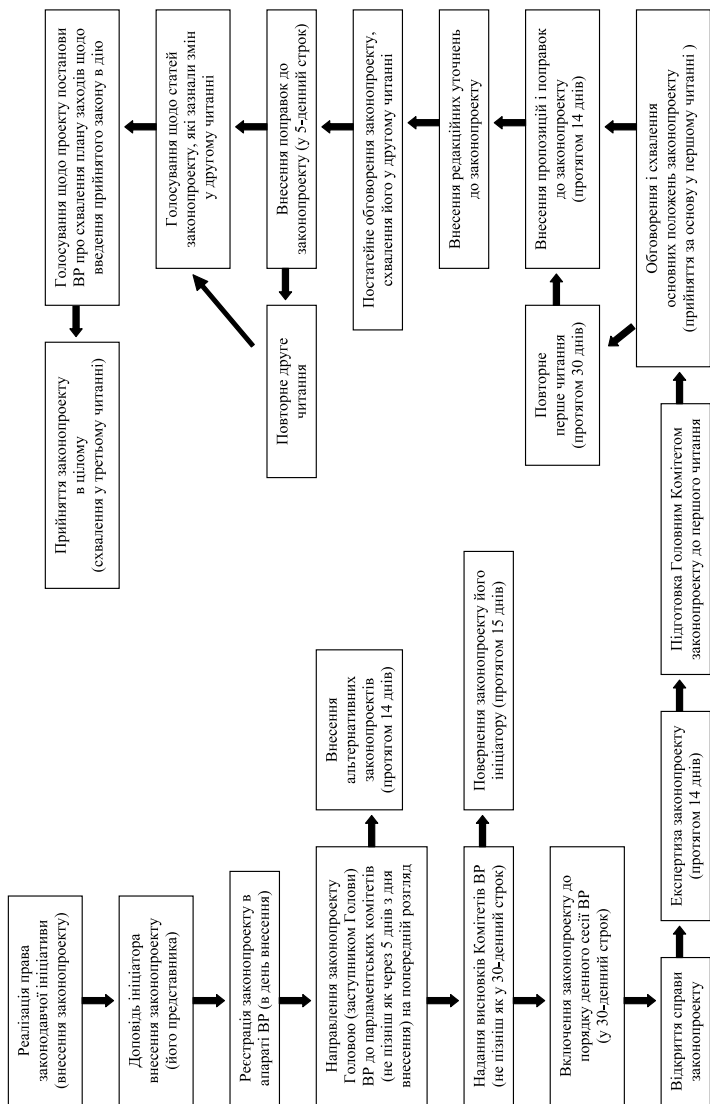 Реалізація права
законодавчої ініціативи
(внесення законопроекту)
Доповідь ініціатора
внесення законопроекту
(його представника)
Реєстрація законопроекту в
апараті ВР (в день внесення)
Направлення законопроекту
Головою (заступником Голови)
ВР до парламентських комітетів
(не пізніш як через 5 днів з дня
внесення) на попередній розгляд
Внесення
альтернативних
законопроектів
(протягом 14 днів)
Надання висновків Комітетів ВР
(не пізніш як у 30-денний строк)
Повернення законопроекту його
ініціатору (протягом 15 днів)
Включення законопроекту до
порядку денного сесії ВР
(у 30-денний строк)
Відкриття справи
законопроекту
Експертиза законопроекту
(протягом 14 днів)
Підготовка Головним Комітетом
законопроекту до першого читання
Обговорення і схвалення
основних положень законопроекту
(прийняття за основу у першому читанні )
Повторне
перше читання
(протягом 30 днів)
Внесення пропозицій і поправок
до законопроекту
(протягом 14 днів)
Внесення редакційних уточнень
до законопроекту
Постатейне обговорення законопроекту,
схвалення його у другому читанні
Внесення поправок до
законопроекту (у 5-денний строк)
Повторне друге
читання
Голосування щодо статей
законопроекту, які зазнали змін
у другому читанні
Голосування щодо проекту постанови
ВР про схвалення плану заходів щодо
введення прийнятого закону в дію
Прийняття законопроекту
в цілому
(схвалення у третьому читанні)